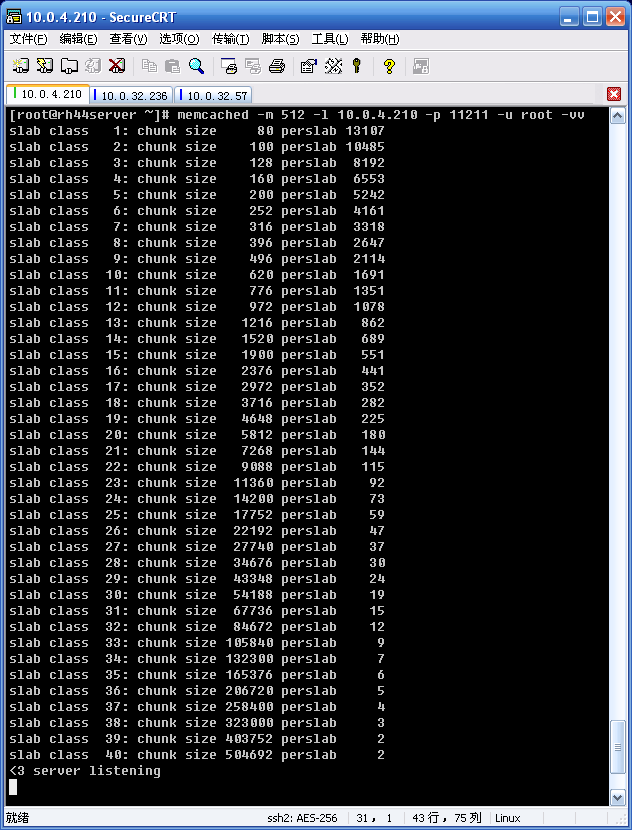 10.0.4.210 - SecureCRT
文件(F) 编辑(E) 查看(V) 选项(O) 传输(T) 脚本(S) 工具(L) 帮助(H)
10.0.4.210 10.0.32.236 10.0.32.57
[root@rh44server ~]# memcached -m 512 -l 10.0.4.210 -p 11211 -u root -vv
slab class   1: chunk size     80 perslab 13107
slab class   2: chunk size    100 perslab 10485
slab class   3: chunk size    128 perslab  8192
slab class   4: chunk size    160 perslab  6553
slab class   5: chunk size    200 perslab  5242
slab class   6: chunk size    252 perslab  4161
slab class   7: chunk size    316 perslab  3318
slab class   8: chunk size    396 perslab  2647
slab class   9: chunk size    496 perslab  2114
slab class  10: chunk size    620 perslab  1691
slab class  11: chunk size    776 perslab  1351
slab class  12: chunk size    972 perslab  1078
slab class  13: chunk size   1216 perslab   862
slab class  14: chunk size   1520 perslab   689
slab class  15: chunk size   1900 perslab   551
slab class  16: chunk size   2376 perslab   441
slab class  17: chunk size   2972 perslab   352
slab class  18: chunk size   3716 perslab   282
slab class  19: chunk size   4648 perslab   225
slab class  20: chunk size   5812 perslab   180
slab class  21: chunk size   7268 perslab   144
slab class  22: chunk size   9088 perslab   115
slab class  23: chunk size  11360 perslab    92
slab class  24: chunk size  14200 perslab    73
slab class  25: chunk size  17752 perslab    59
slab class  26: chunk size  22192 perslab    47
slab class  27: chunk size  27740 perslab    37
slab class  28: chunk size  34676 perslab    30
slab class  29: chunk size  43348 perslab    24
slab class  30: chunk size  54188 perslab    19
slab class  31: chunk size  67736 perslab    15
slab class  32: chunk size  84672 perslab    12
slab class  33: chunk size 105840 perslab     9
slab class  34: chunk size 132300 perslab     7
slab class  35: chunk size 165376 perslab     6
slab class  36: chunk size 206720 perslab     5
slab class  37: chunk size 258400 perslab     4
slab class  38: chunk size 323000 perslab     3
slab class  39: chunk size 403752 perslab     2
slab class  40: chunk size 504692 perslab     2
<3 server listening
就绪 ssh2: AES-256 31, 1 43 行, 75 列 Linux